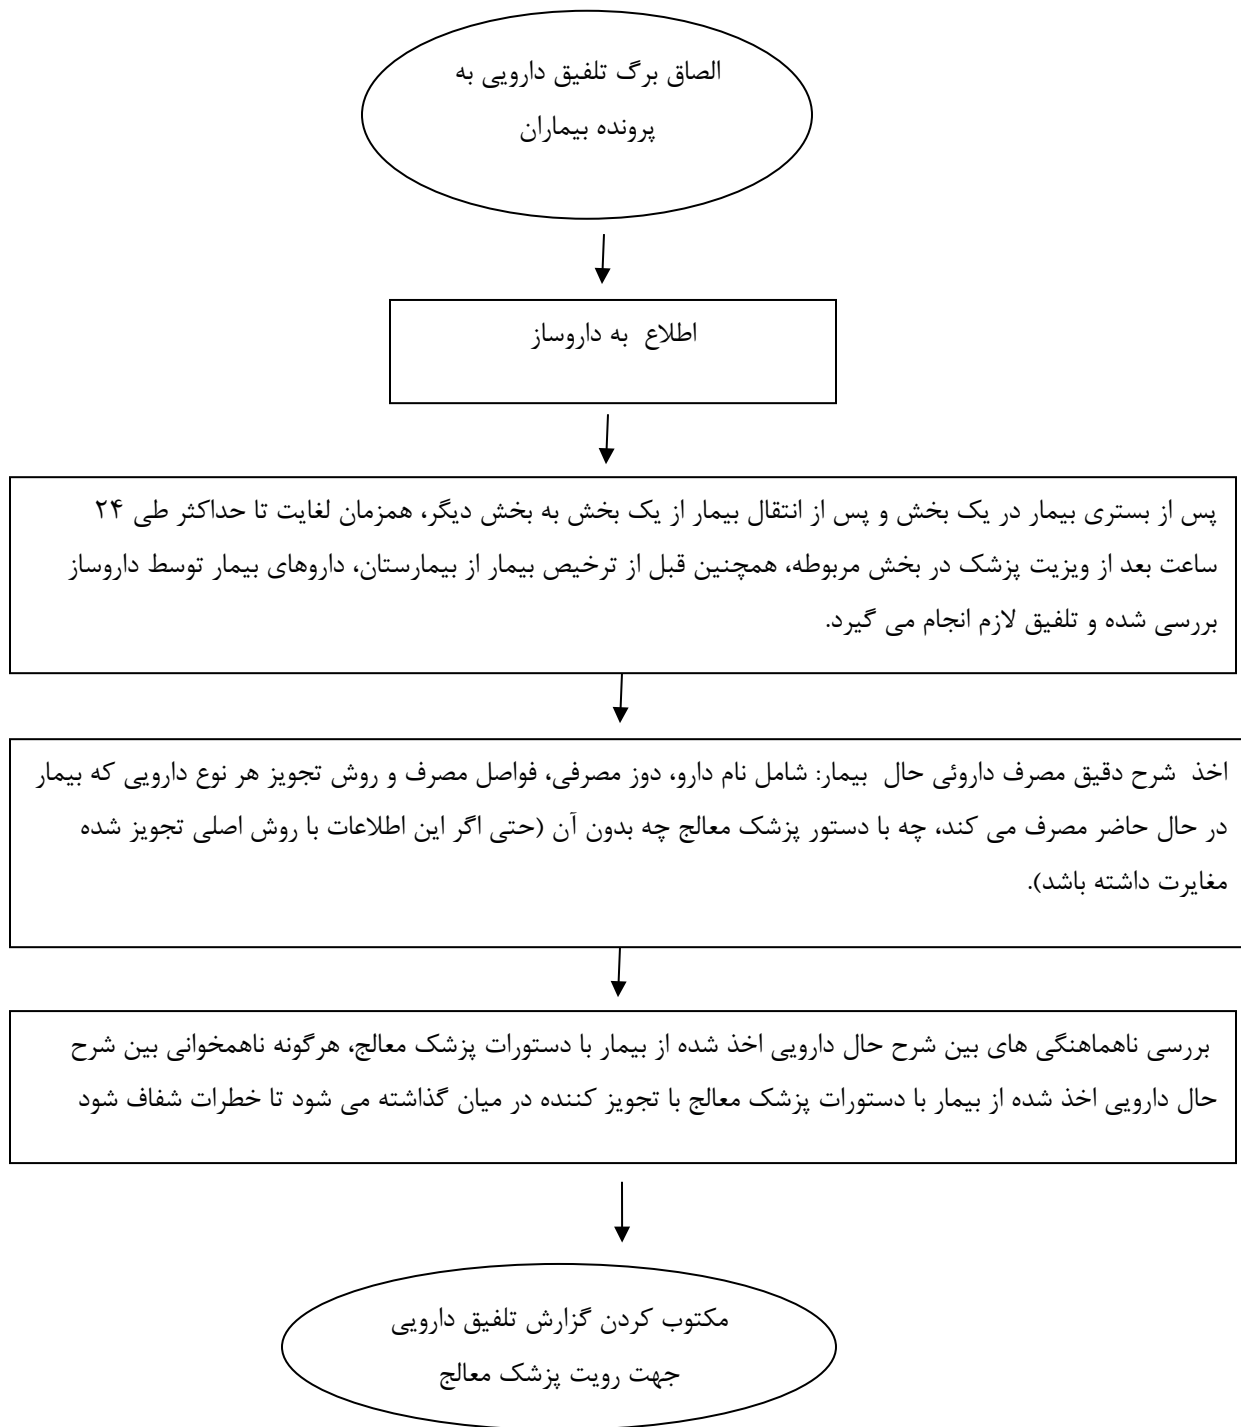 الصاق برگ تلفیق دارویی به
پرونده بیماران
اطلاع به داروساز
پس از بستری بیمار در یک بخش و پس از انتقال بیمار از یک بخش به بخش دیگر، همزمان لغایت تا حداکثر طی ۲۴
ساعت بعد از ویزیت پزشک در بخش مربوطه، همچنین قبل از ترخیص بیمار از بیمارستان، داروهای بیمار توسط داروساز
بررسی شده و تلفیق لازم انجام می گیرد.
اخذ شرح دقیق مصرف داروئی حال بیمار: شامل نام دارو، دوز مصرفی، فواصل مصرف و روش تجویز هر نوع دارویی که بیمار
در حال حاضر مصرف می کند، چه با دستور پزشک معالج چه بدون آن (حتی اگر این اطلاعات با روش اصلی تجویز شده
مغایرت داشته باشد).
بررسی ناهماهنگی های بین شرح حال دارویی اخذ شده از بیمار با دستورات پزشک معالج، هرگونه ناهمخوانی بین شرح
حال دارویی اخذ شده از بیمار با دستورات پزشک معالج با تجویز کننده در میان گذاشته می شود تا خطرات شفاف شود
مکتوب کردن گزارش تلفیق دارویی
جهت رویت پزشک معالج